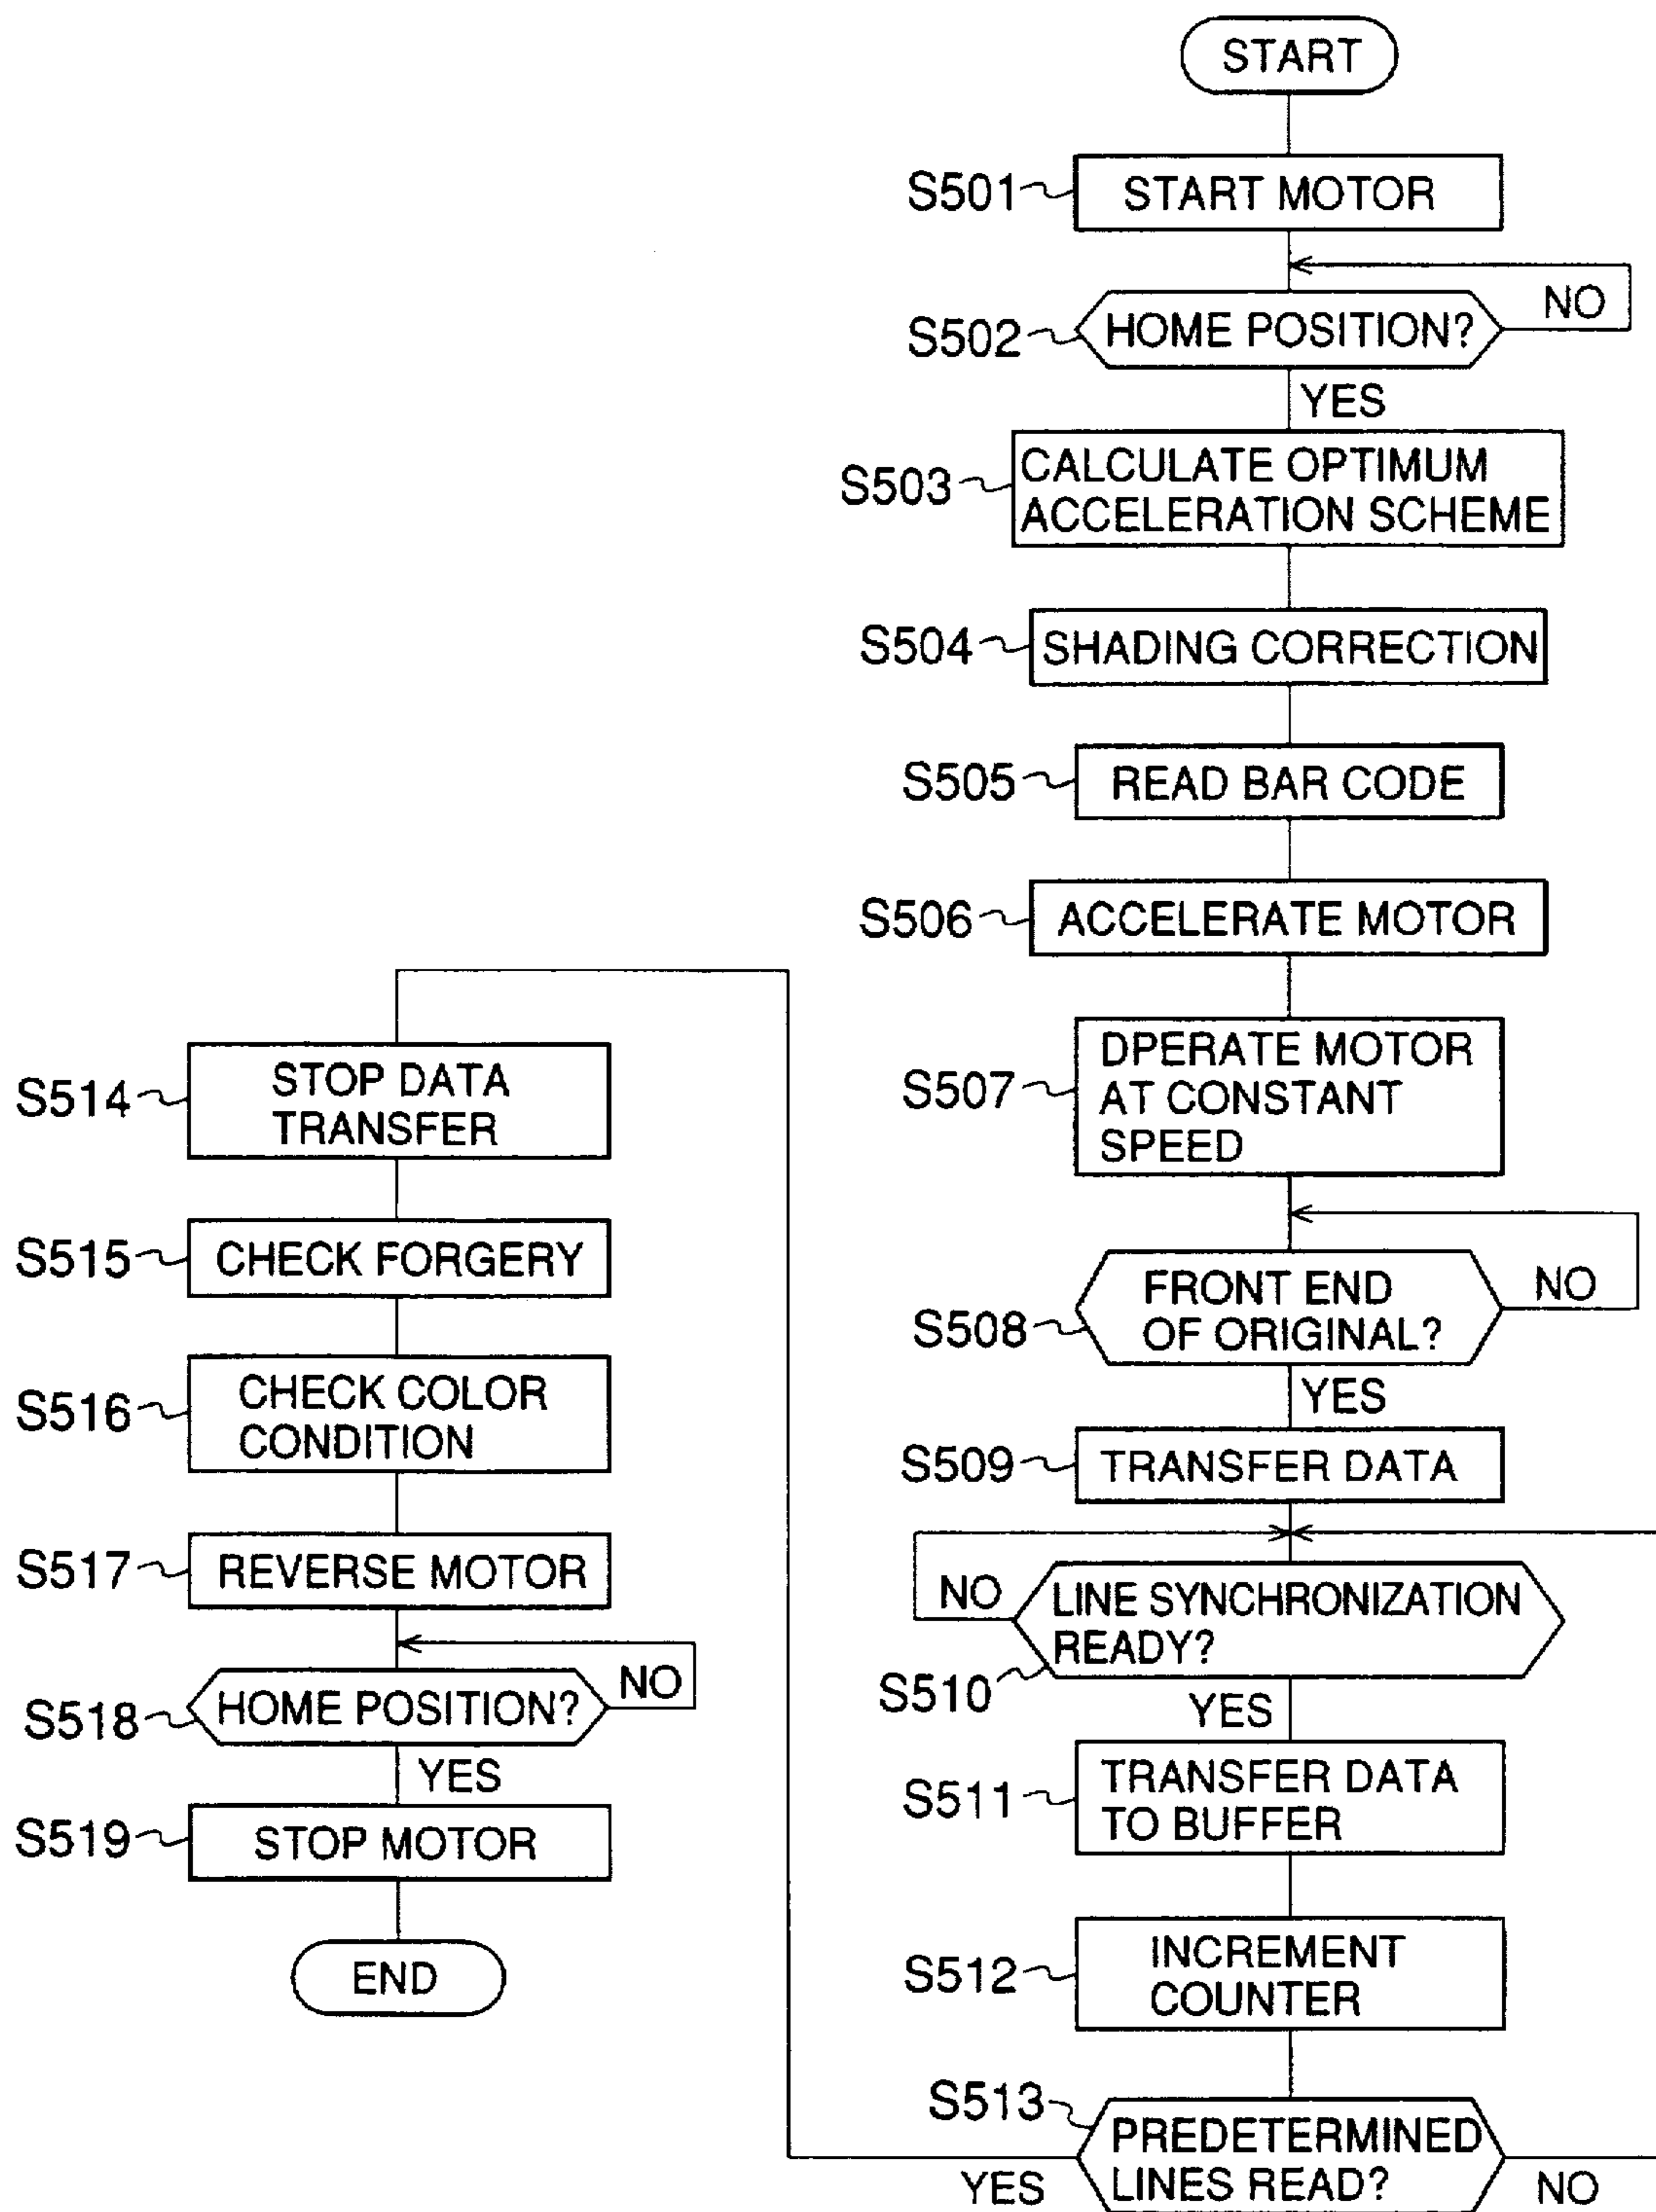 START
S501
START MOTOR
S502
HOME POSITION?
NO
YES
S503
CALCULATE OPTIMUM
ACCELERATION SCHEME
S504
SHADING CORRECTION
S505
READ BAR CODE
S506
ACCELERATE MOTOR
S507
DPERATE MOTOR
AT CONSTANT
SPEED
S508
FRONT END
OF ORIGINAL?
NO
YES
S509
TRANSFER DATA
S510
LINE SYNCHRONIZATION
READY?
NO
YES
S511
TRANSFER DATA
TO BUFFER
S512
INCREMENT
COUNTER
S513
PREDETERMINED
LINES READ?
YES
NO
S514
STOP DATA
TRANSFER
S515
CHECK FORGERY
S516
CHECK COLOR
CONDITION
S517
REVERSE MOTOR
S518
HOME POSITION?
NO
YES
S519
STOP MOTOR
END